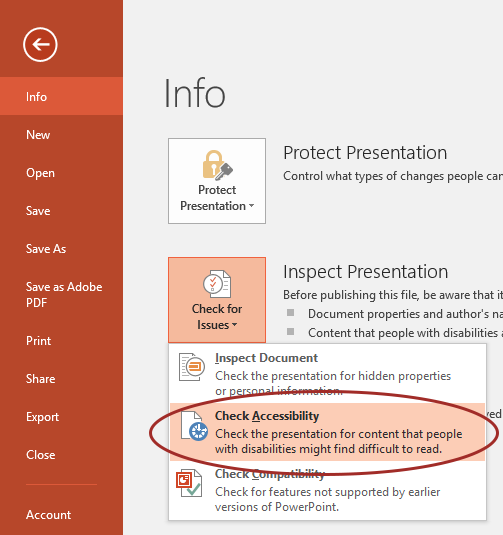 Info
New
Open
Save
Save As
Save as Adobe
PDF
Print
Share
Export
Close
Account
Info
Protect
Presentation
Protect Presentation
Control what types of changes people can
Check for
Issues
Inspect Presentation
Before publishing this file, be aware that it
Document properties and author's na
Content that people with disabilities a
Inspect Document
Check the presentation for hidden properties
or personal information.
Check Accessibility
Check the presentation for content that people
with disabilities might find difficult to read.
Check Compatibility
Check for features not supported by earlier
versions of PowerPoint.
ved